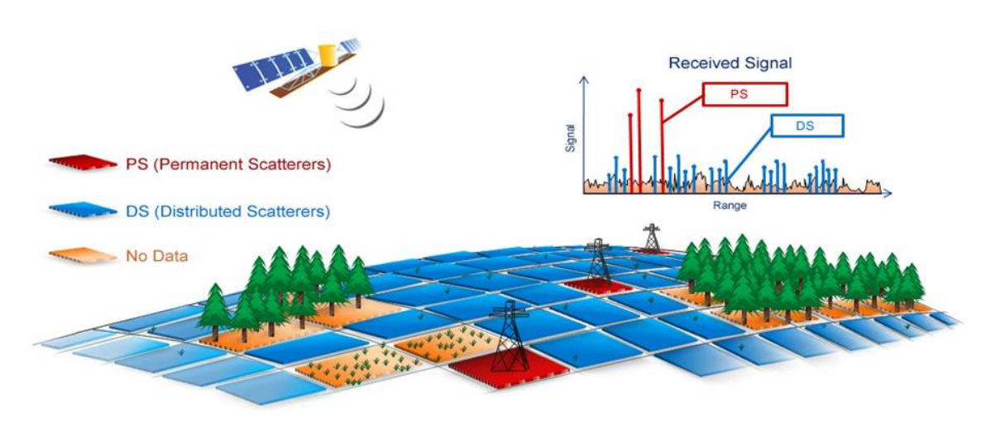 Received Signal
PS
DS
Signal
Range
PS (Permanent Scatterers)
DS (Distributed Scatterers)
No Data